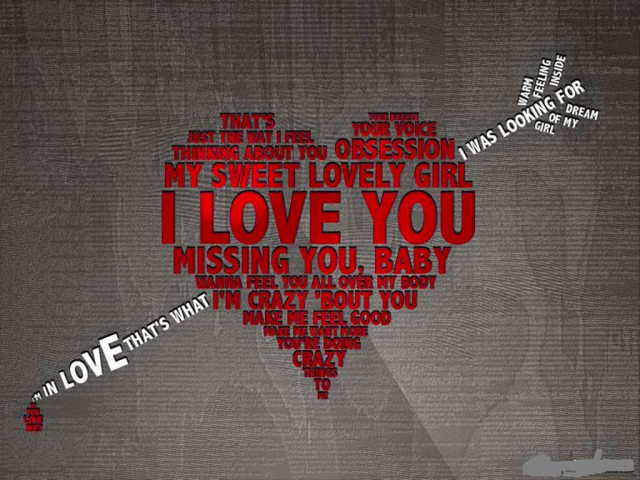 THAT'S
JUST THE WAY I FEEL
YOUR VOICE
THINKING ABOUT YOU OBSESSION
MY SWEET LOVELY GIRL
I LOVE YOU
MISSING YOU, BABY
WANNA FEEL YOU ALL OVER MY BODY
I'M CRAZY 'BOUT YOU
MAKE ME FEEL GOOD
MAKE ME WANT MORE
YOU'RE DOING
CRAZY
THINGS
TO
ME
I'M IN LOVE THAT'S WHAT
I WAS LOOKING FOR
WARM
FEELING
INSIDE
DREAM
OF MY
GIRL